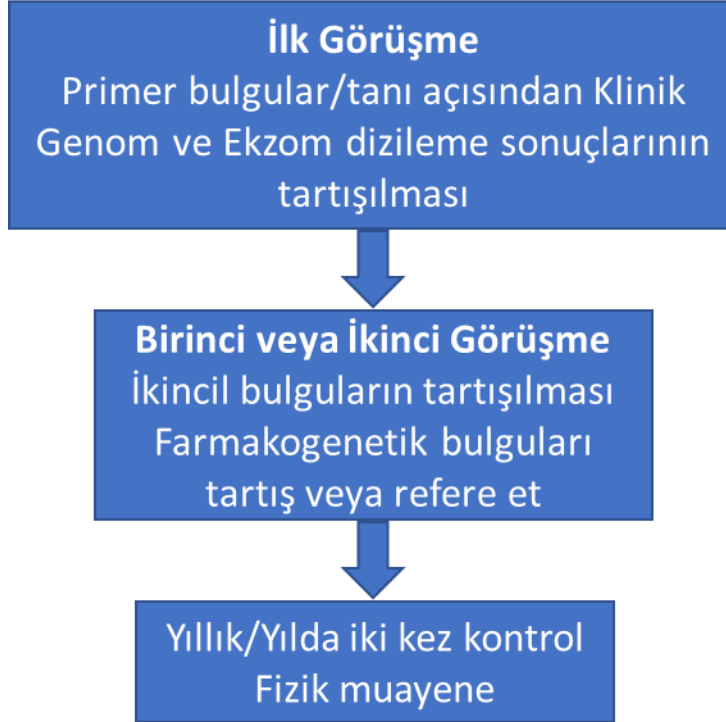 İlk Görüşme
Primer bulgular/tanı açısından Klinik
Genom ve Ekzom dizileme sonuçlarının
tartışılması
Birinci veya İkinci Görüşme
İkincil bulguların tartışılması
Farmakogenetik bulguları
tartış veya refere et
Yıllık/Yılda iki kez kontrol
Fizik muayene